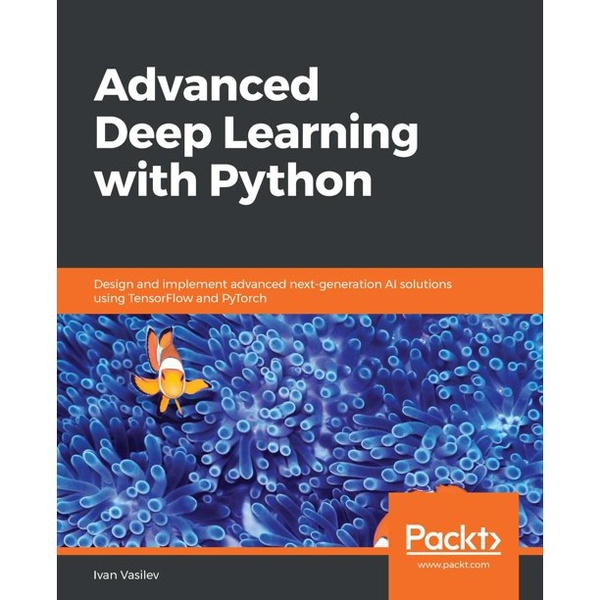 Advanced
Deep Learning
with Python
Design and implement advanced next-generation AI solutions
using TensorFlow and PyTorch
Packt>
www.packt.com
Ivan Vasilev